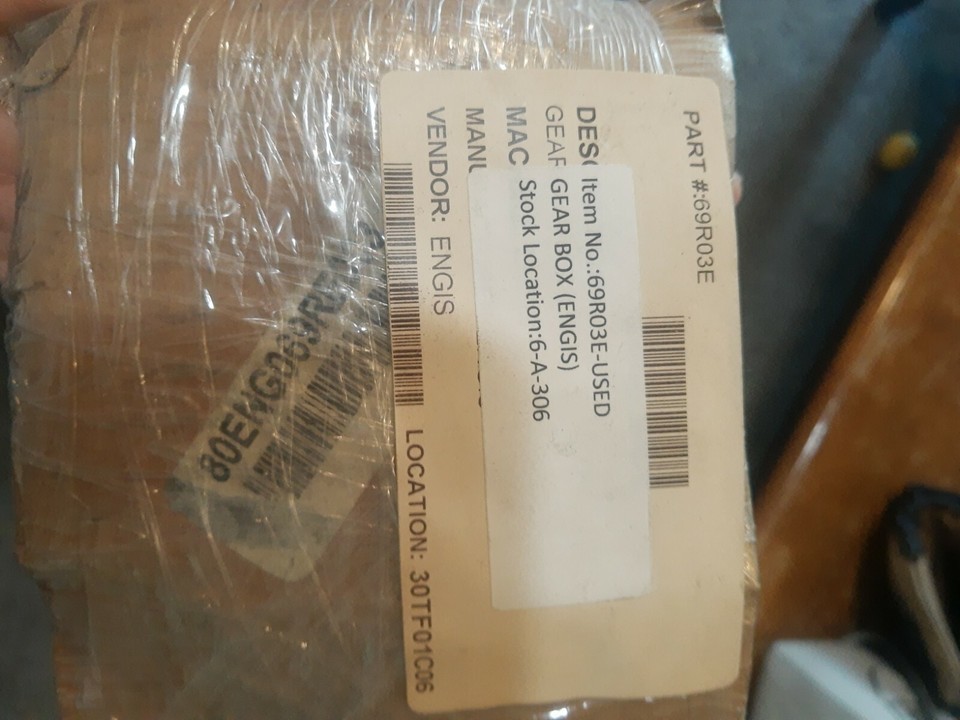 PART #:69R03E
DES
GEAR
MAC
MANU
VENDOR: ENGIS
LOCATION: 30TF01C06
Item No.:69R03E-USED
GEAR BOX (ENGIS)
Stock Location:6-A-306